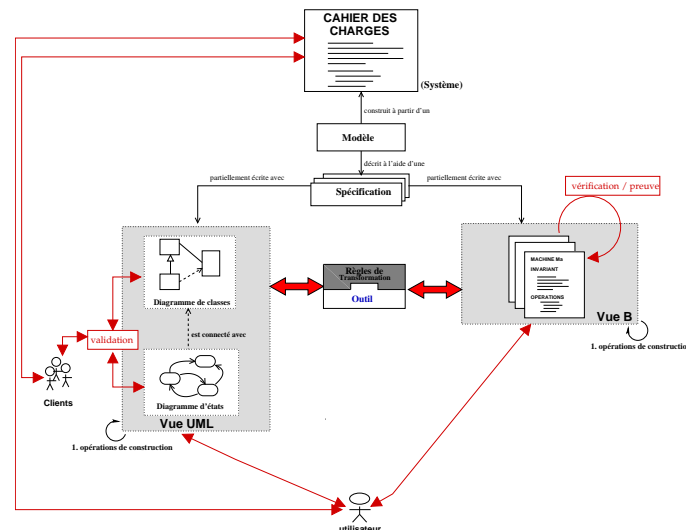 CAHIER DES
CHARGES
(Système)
construit à partir d'un
Modèle
décrit à l'aide d'une
partiellement écrite avec
partiellement écrite avec
Spécification
vérification / preuve
MACHINE Ma
INVARIANT
OPERATIONS
Règles de
Transformation
Outil
Diagramme de classes
Vue B
validation
est connecté avec
1. opérations de construction
Clients
Diagramme d'états
Vue UML
1. opérations de construction
utilisateur